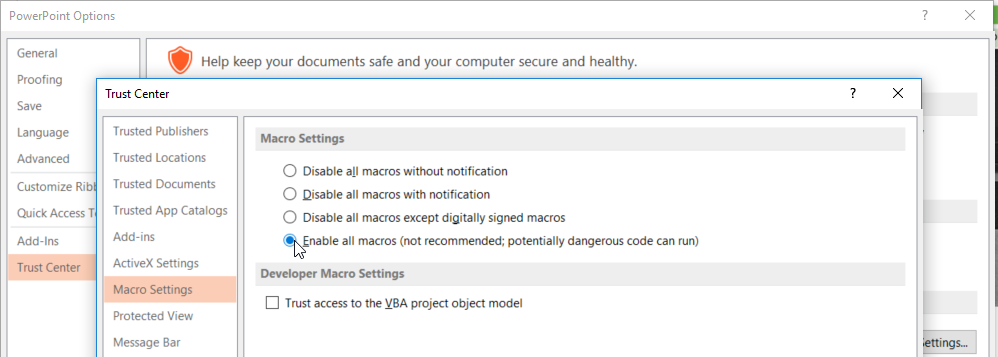 PowerPoint Options
?
General
Proofing
Save
Language
Advanced
Customize Ribb
Quick Access T
Add-Ins
Trust Center
Help keep your documents safe and your computer secure and healthy.
Trust Center
?
Trusted Publishers
Trusted Locations
Trusted Documents
Trusted App Catalogs
Add-ins
ActiveX Settings
Macro Settings
Protected View
Message Bar
Macro Settings
Disable all macros without notification
Disable all macros with notification
Disable all macros except digitally signed macros
Enable all macros (not recommended; potentially dangerous code can run)
Developer Macro Settings
Trust access to the VBA project object model
ettings...